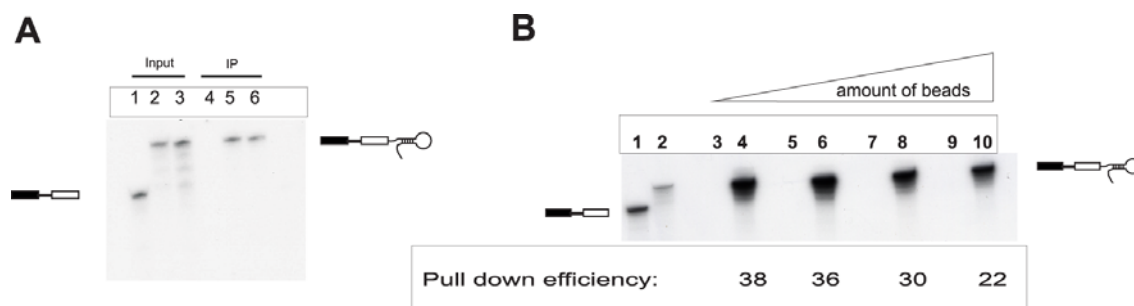 A
Input IP
1 2 3 4 5 6
B
amount of beads
1 2 3 4 5 6 7 8 9 10
Pull down efficiency: 38 36 30 22